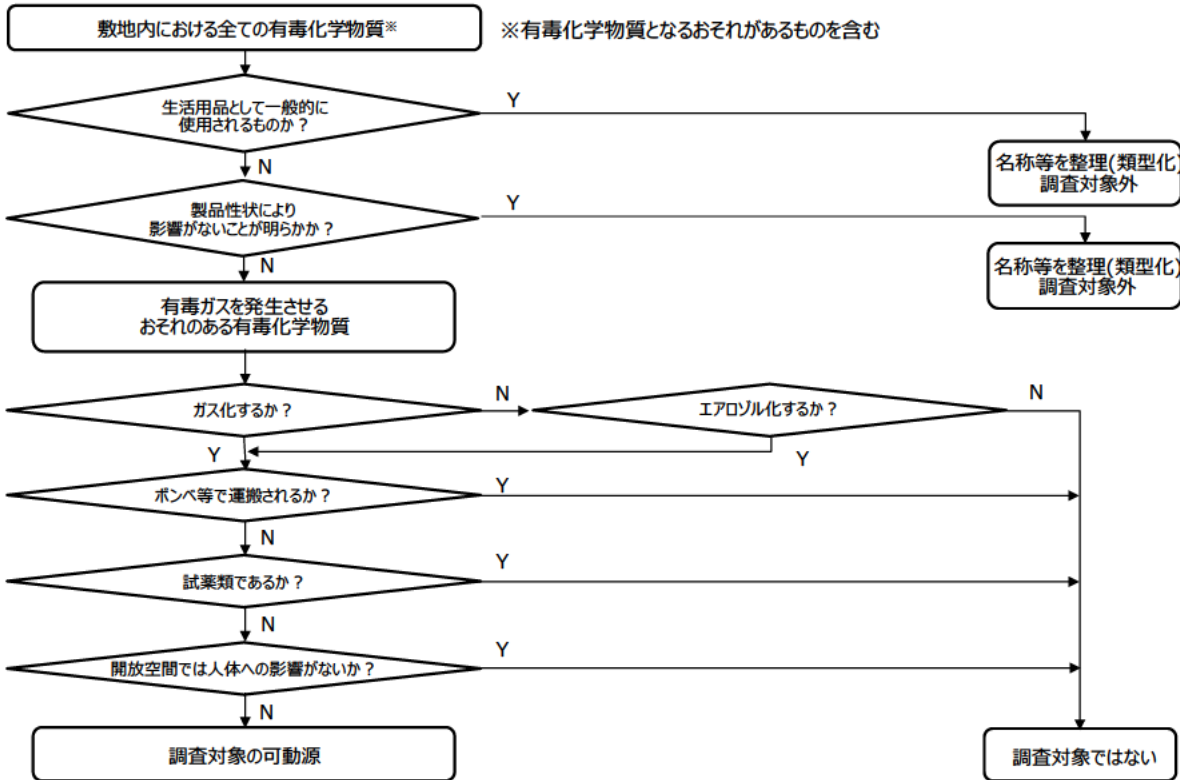 敷地内における全ての有毒化学物質※
※有毒化学物質となるおそれがあるものを含む
生活用品として一般的に
使用されるものか？
Y
N
名称等を整理(類型化)
調査対象外
製品性状により
影響がないことが明らかか？
Y
N
名称等を整理(類型化)
調査対象外
有毒ガスを発生させる
おそれのある有毒化学物質
ガス化するか？
N
エアロゾル化するか？
N
Y
Y
ボンベ等で運搬されるか？
Y
N
試薬類であるか？
Y
N
開放空間では人体への影響がないか？
Y
N
調査対象の可動源
調査対象ではない